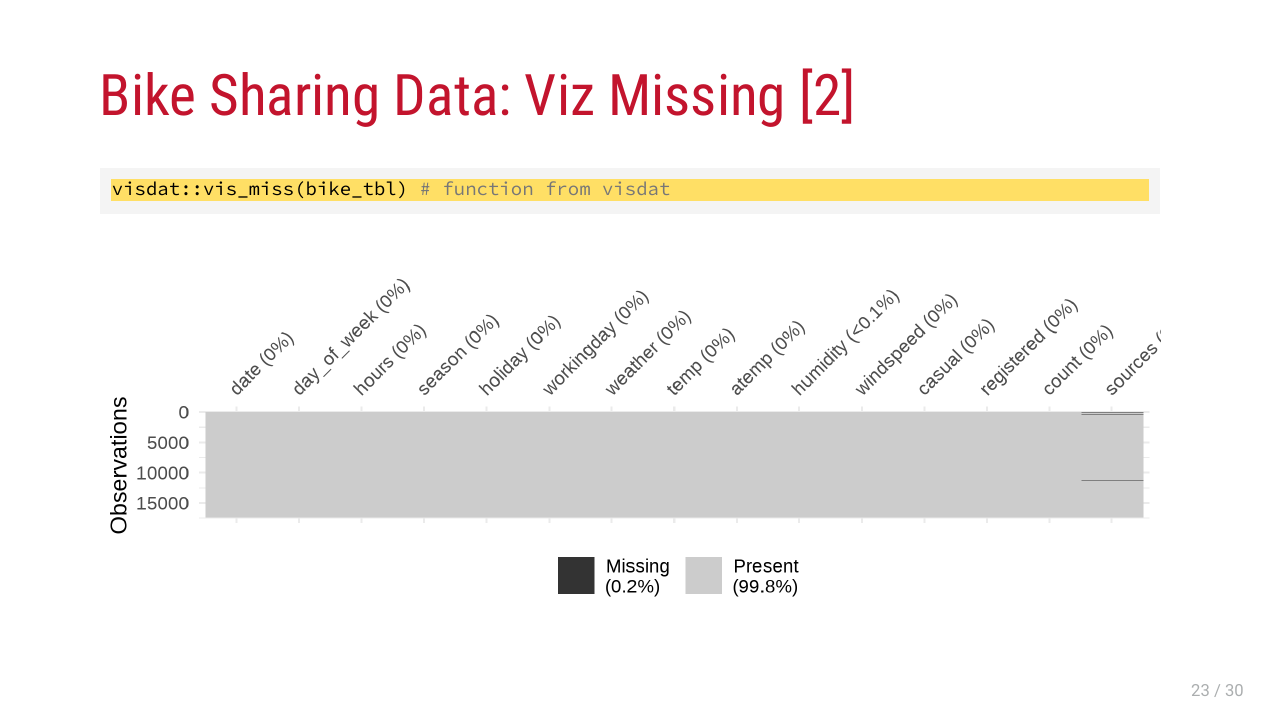 Bike Sharing Data: Viz Missing [2]
visdat::vis_miss(bike_tbl) # function from visdat
date (0%)
day_of_week (0%)
hours (0%)
season (0%)
holiday (0%)
workingday (0%)
weather (0%)
temp (0%)
atemp (0%)
humidity (<0.1%)
windspeed (0%)
casual (0%)
registered (0%)
count (0%)
sources (
Observations
0
5000
10000
15000
Missing
(0.2%)
Present
(99.8%)
23 / 30